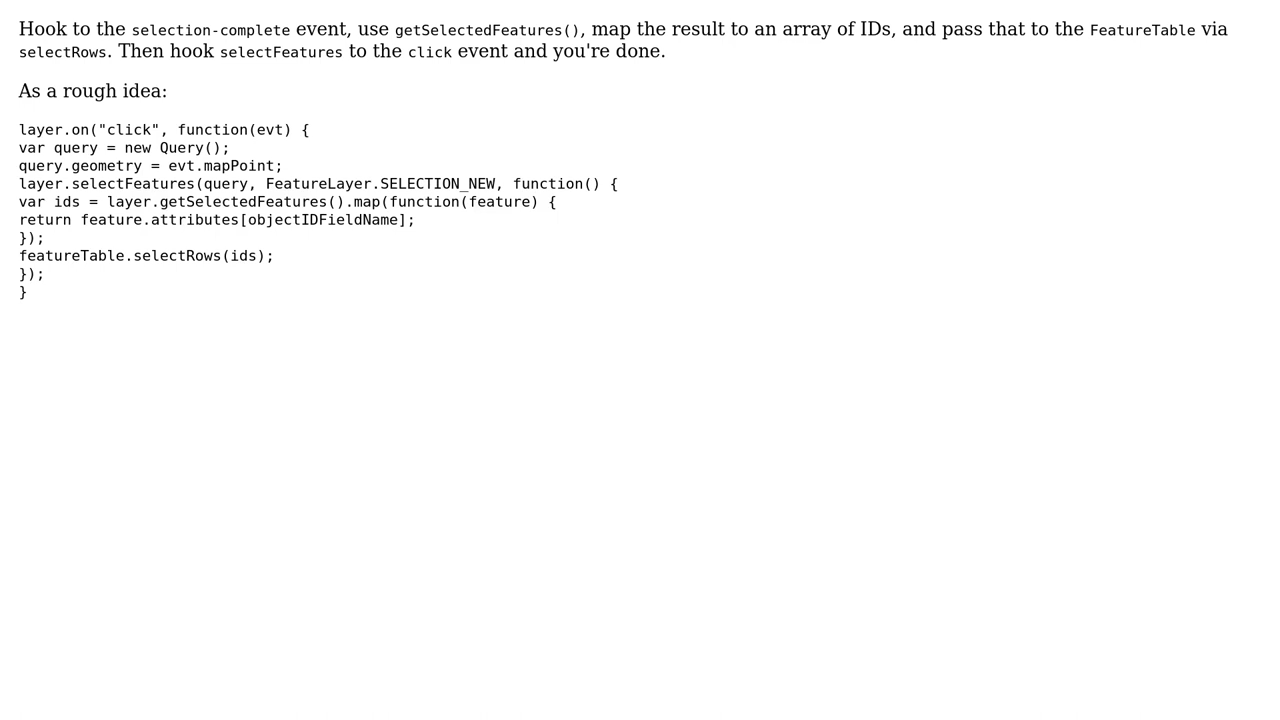 Hook to the selection-complete event, use getSelectedFeatures(), map the result to an array of IDs, and pass that to the FeatureTable via
selectRows. Then hook selectFeatures to the click event and you're done.
As a rough idea:
layer.on("click", function(evt) {
var query = new Query();
query.geometry = evt.mapPoint;
layer.selectFeatures(query, FeatureLayer.SELECTION_NEW, function() {
var ids = layer.getSelectedFeatures().map(function(feature) {
return feature.attributes[objectIDFieldName];
});
featureTable.selectRows(ids);
});
}